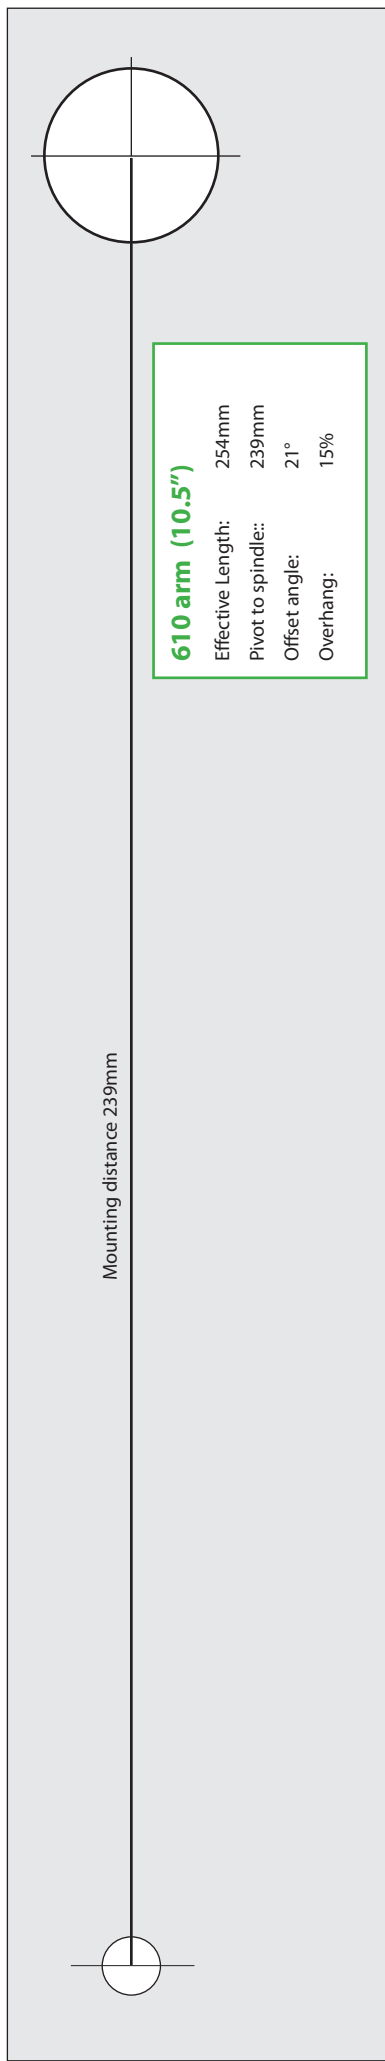 610 arm (10.5”)
Effective Length: 254mm
Pivot to spindle:: 239mm
Offset angle: 21°
Overhang: 15%
Mounting distance 239mm